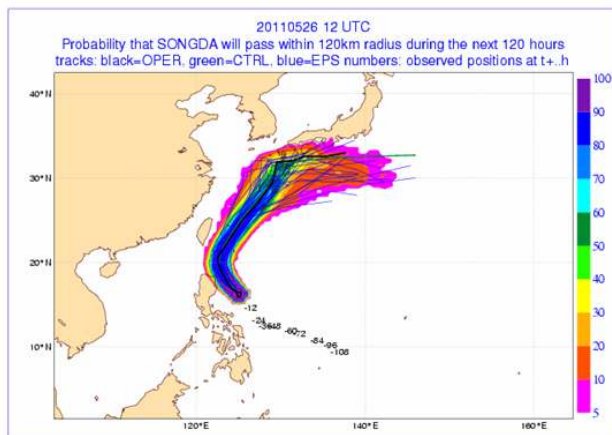 20110526 12 UTC
Probability that SONGDA will pass within 120km radius during the next 120 hours
tracks: black=OPER, green=CTRL, blue=EPS numbers: observed positions at t+..h
100
40°N
90
80
70
30°N
60
50
20°N
40
30
-12
20
-24
-36
-48
-60
-72
10°N
-84
-96
-108
10
5
120°E
140°E
160°E